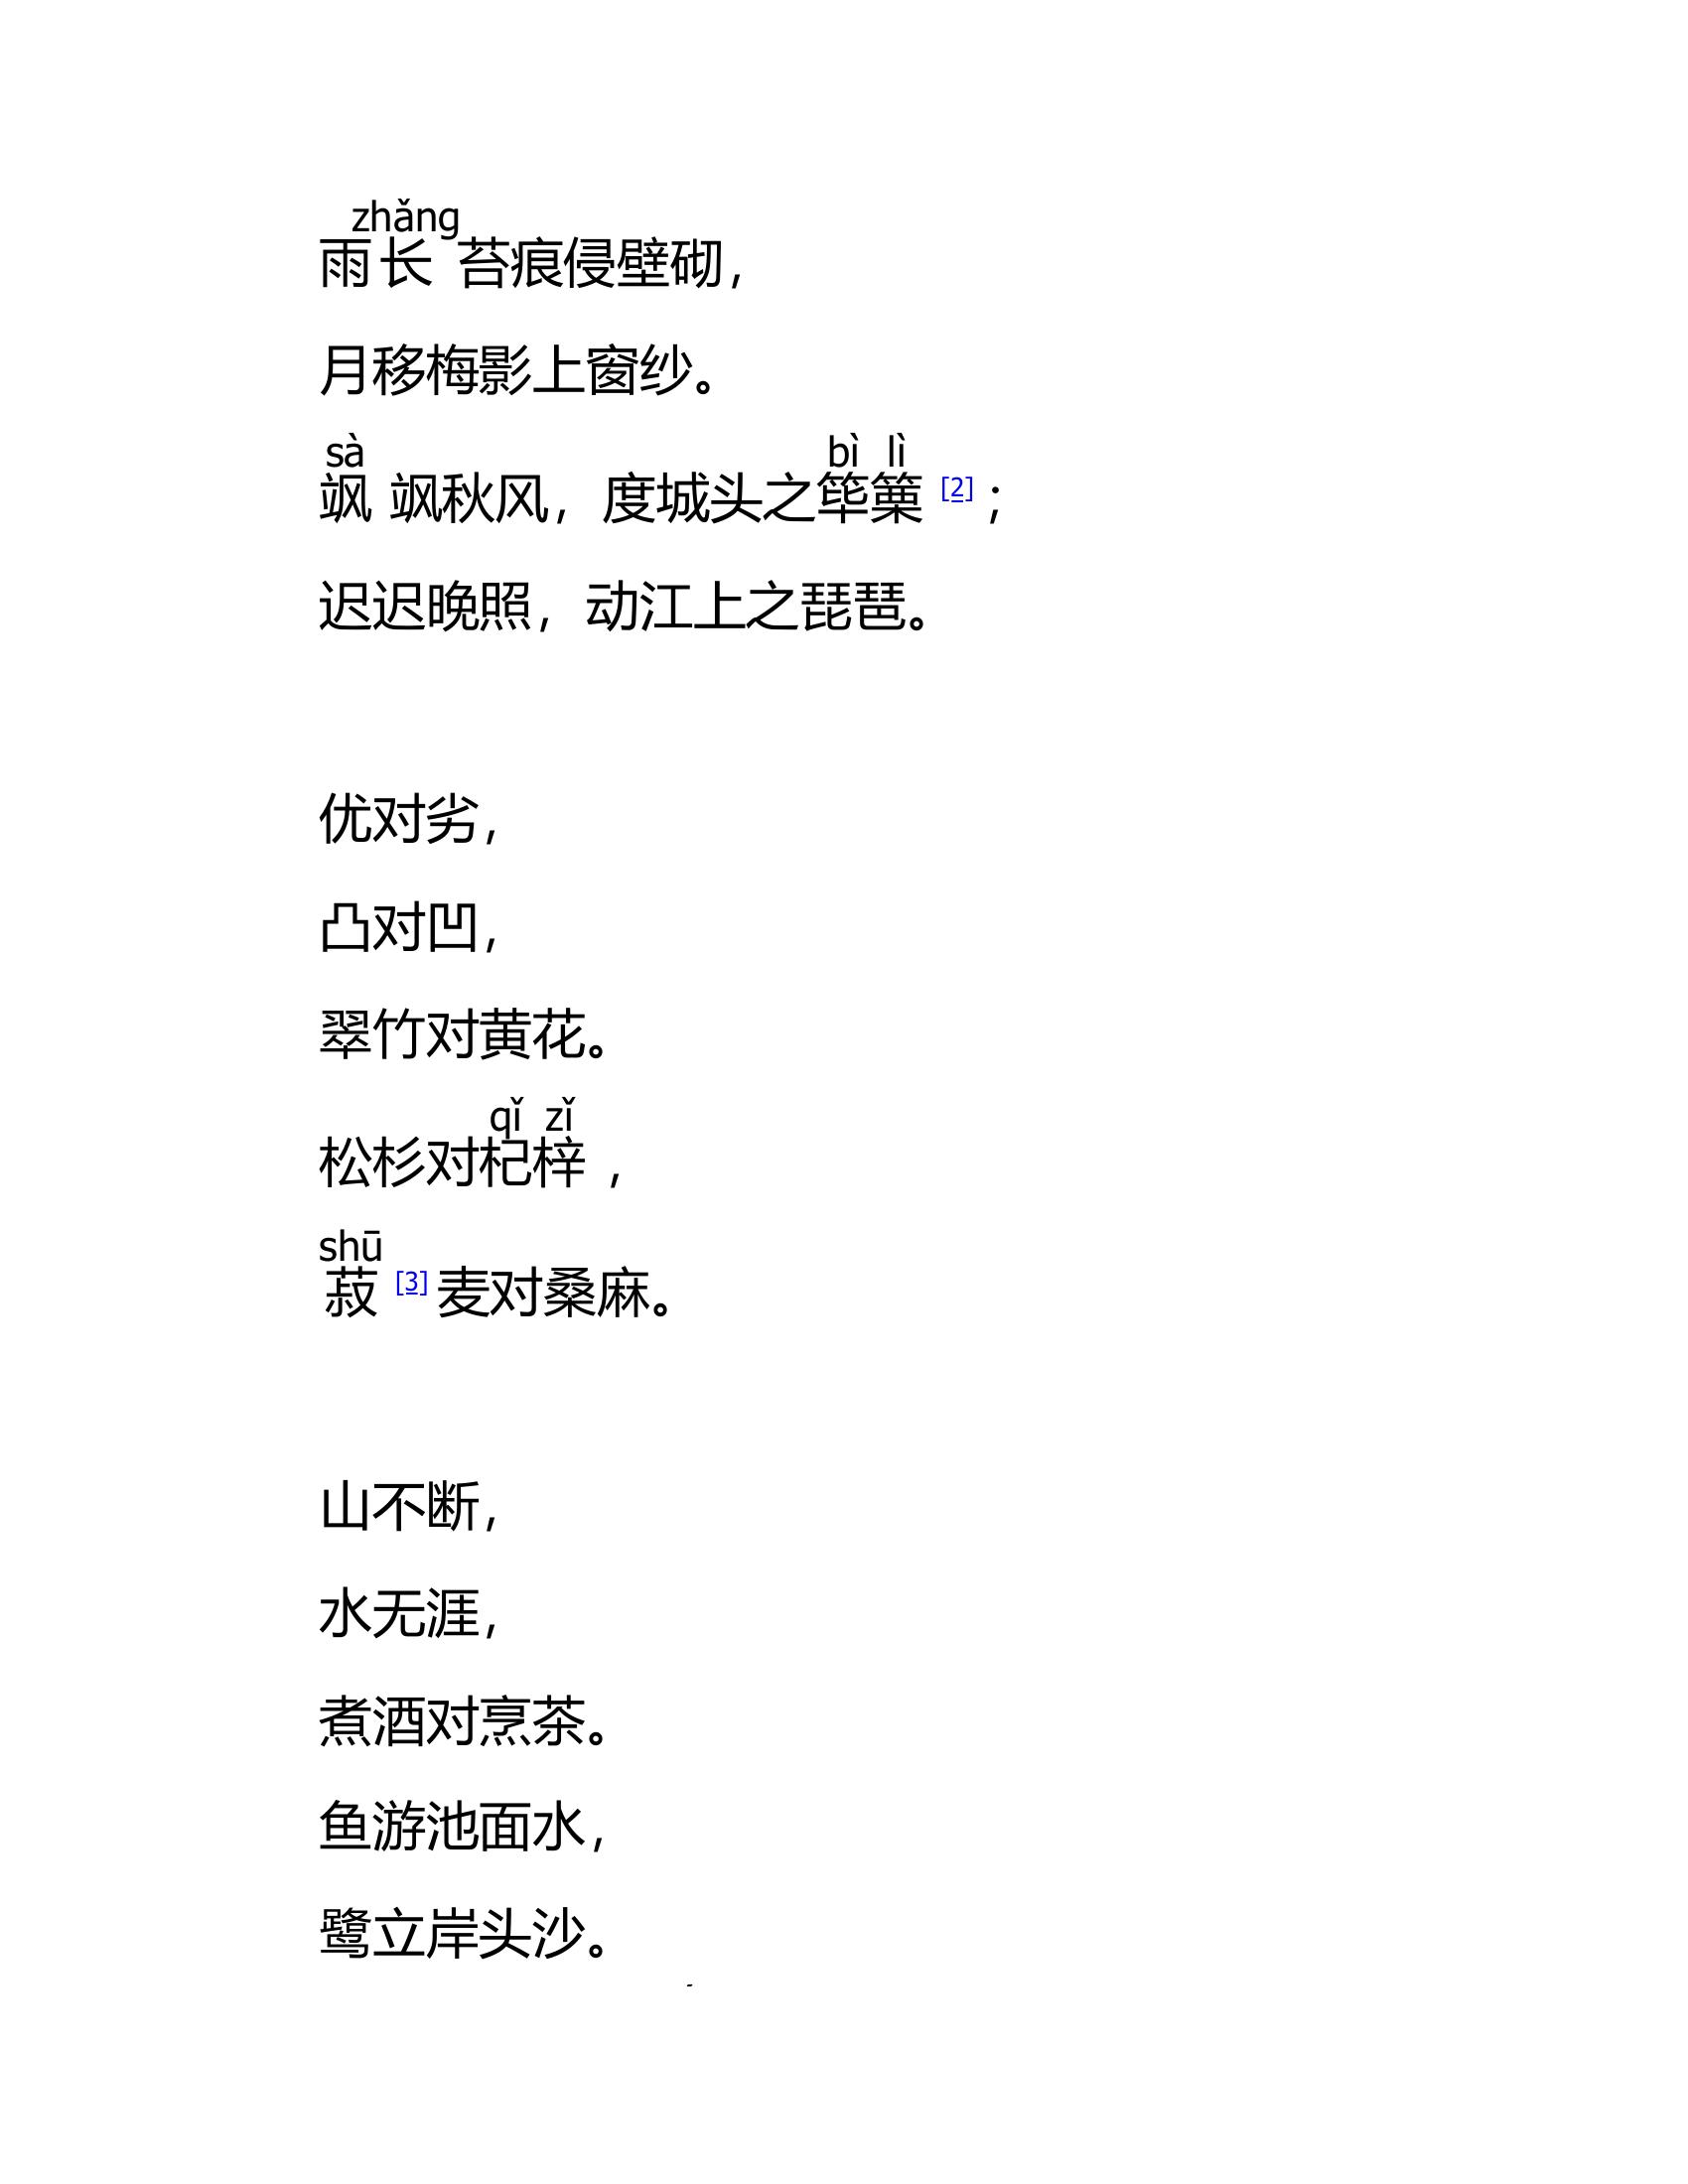 zhǎng
雨长 苔痕侵壁砌，
月移梅影上窗纱。
sà bì lì
飒 飒秋风，度城头之筚篥 [2] ；
迟迟晚照，动江上之琵琶。
优对劣，
凸对凹，
翠竹对黄花。
qǐ zǐ
松杉对杞梓 ，
shū
菽 [3] 麦对桑麻。
山不断，
水无涯，
煮酒对烹茶。
鱼游池面水，
鹭立岸头沙。